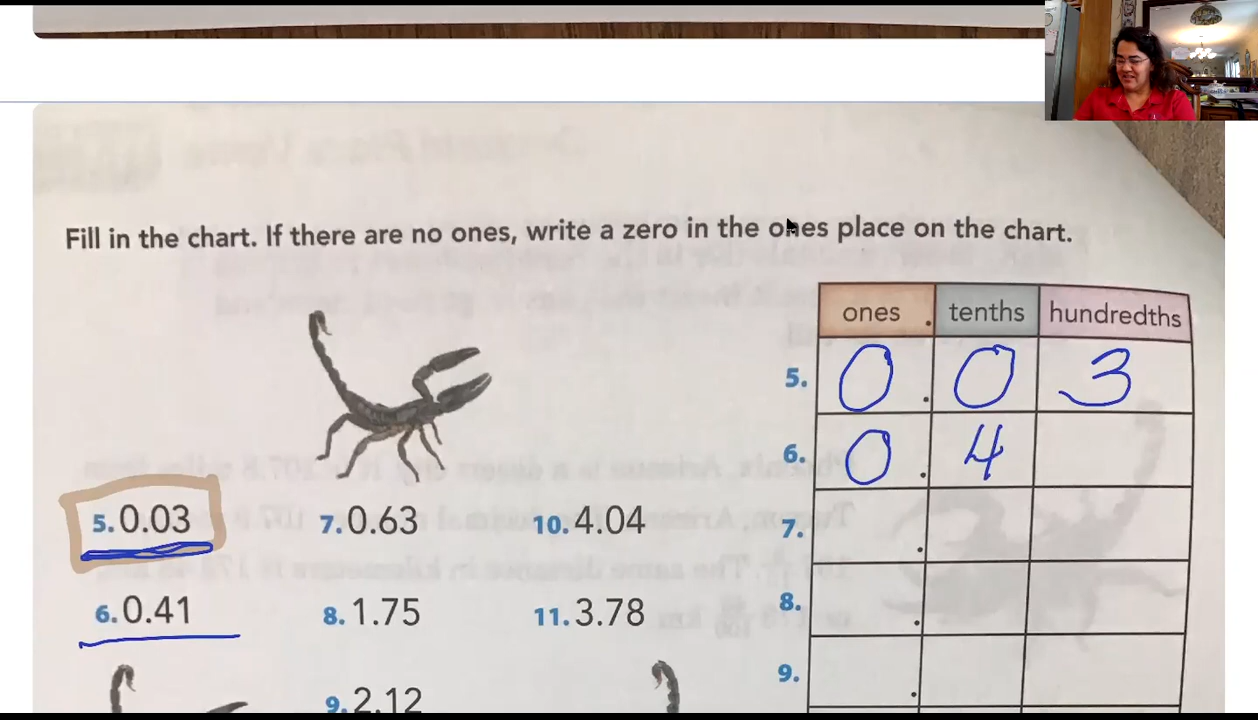 Fill in the chart. If there are no ones, write a zero in the ones place on the chart.
ones . tenths hundredths
5. 0 . 0 3
6. 0 . 4
7. .
8. .
9. .
5. 0.03
7. 0.63
10. 4.04
6. 0.41
8. 1.75
11. 3.78
9. 2.12